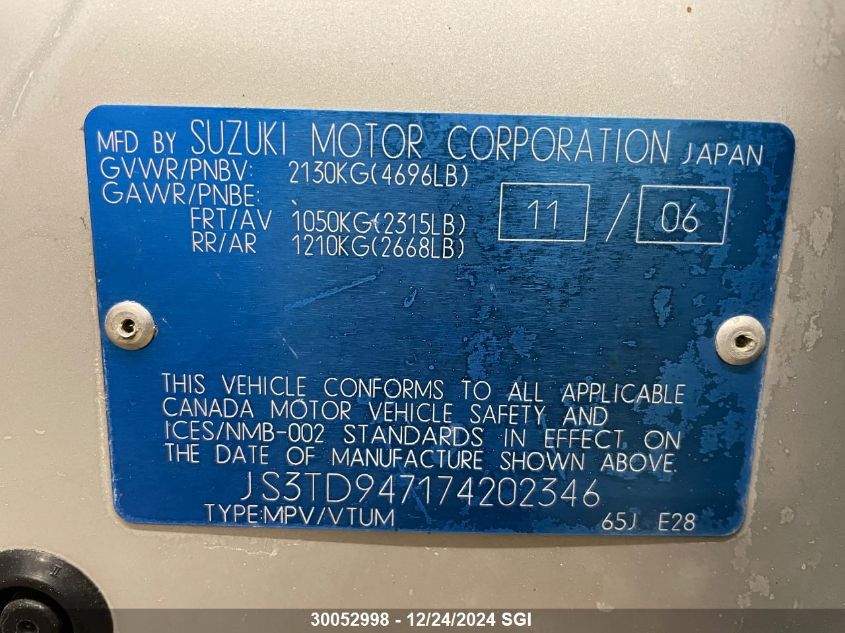 MFD BY SUZUKI MOTOR CORPORATION JAPAN
GVWR/PNBV: 2130KG(4696LB)
GAWR/PNBE:
FRT/AV 1050KG(2315LB)
RR/AR 1210KG(2668LB)
11 / 06
THIS VEHICLE CONFORMS TO ALL APPLICABLE
CANADA MOTOR VEHICLE SAFETY AND
ICES/NMB-002 STANDARDS IN EFFECT ON
THE DATE OF MANUFACTURE SHOWN ABOVE.
JS3TD947174202346
TYPE:MPV/VTUM 65J E28
30052998 - 12/24/2024 SGI